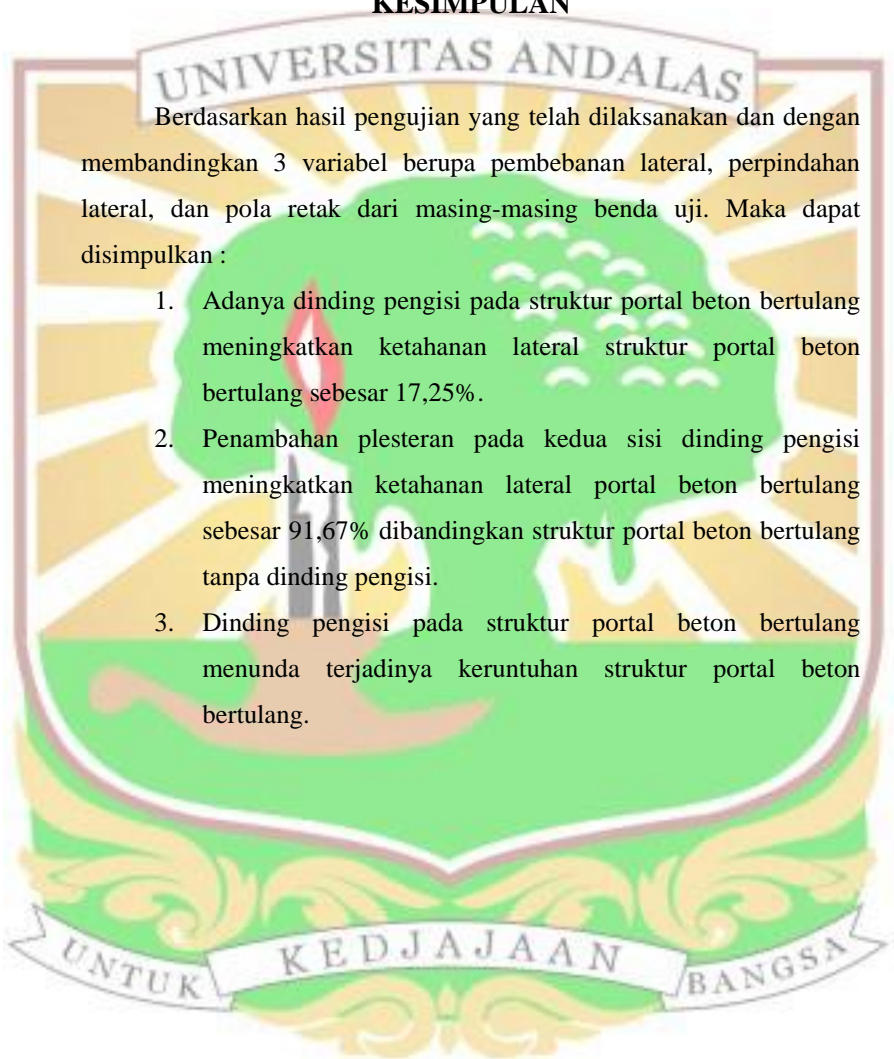 KESIMPULAN
UNIVERSITAS ANDALAS
Berdasarkan hasil pengujian yang telah dilaksanakan dan dengan
membandingkan 3 variabel berupa pembebanan lateral, perpindahan
lateral, dan pola retak dari masing-masing benda uji. Maka dapat
disimpulkan :
1. Adanya dinding pengisi pada struktur portal beton bertulang
meningkatkan ketahanan lateral struktur portal beton
bertulang sebesar 17,25%.
2. Penambahan plesteran pada kedua sisi dinding pengisi
meningkatkan ketahanan lateral portal beton bertulang
sebesar 91,67% dibandingkan struktur portal beton bertulang
tanpa dinding pengisi.
3. Dinding pengisi pada struktur portal beton bertulang
menunda terjadinya keruntuhan struktur portal beton
bertulang.
UNTUK KEDJAJAAN BANGSA